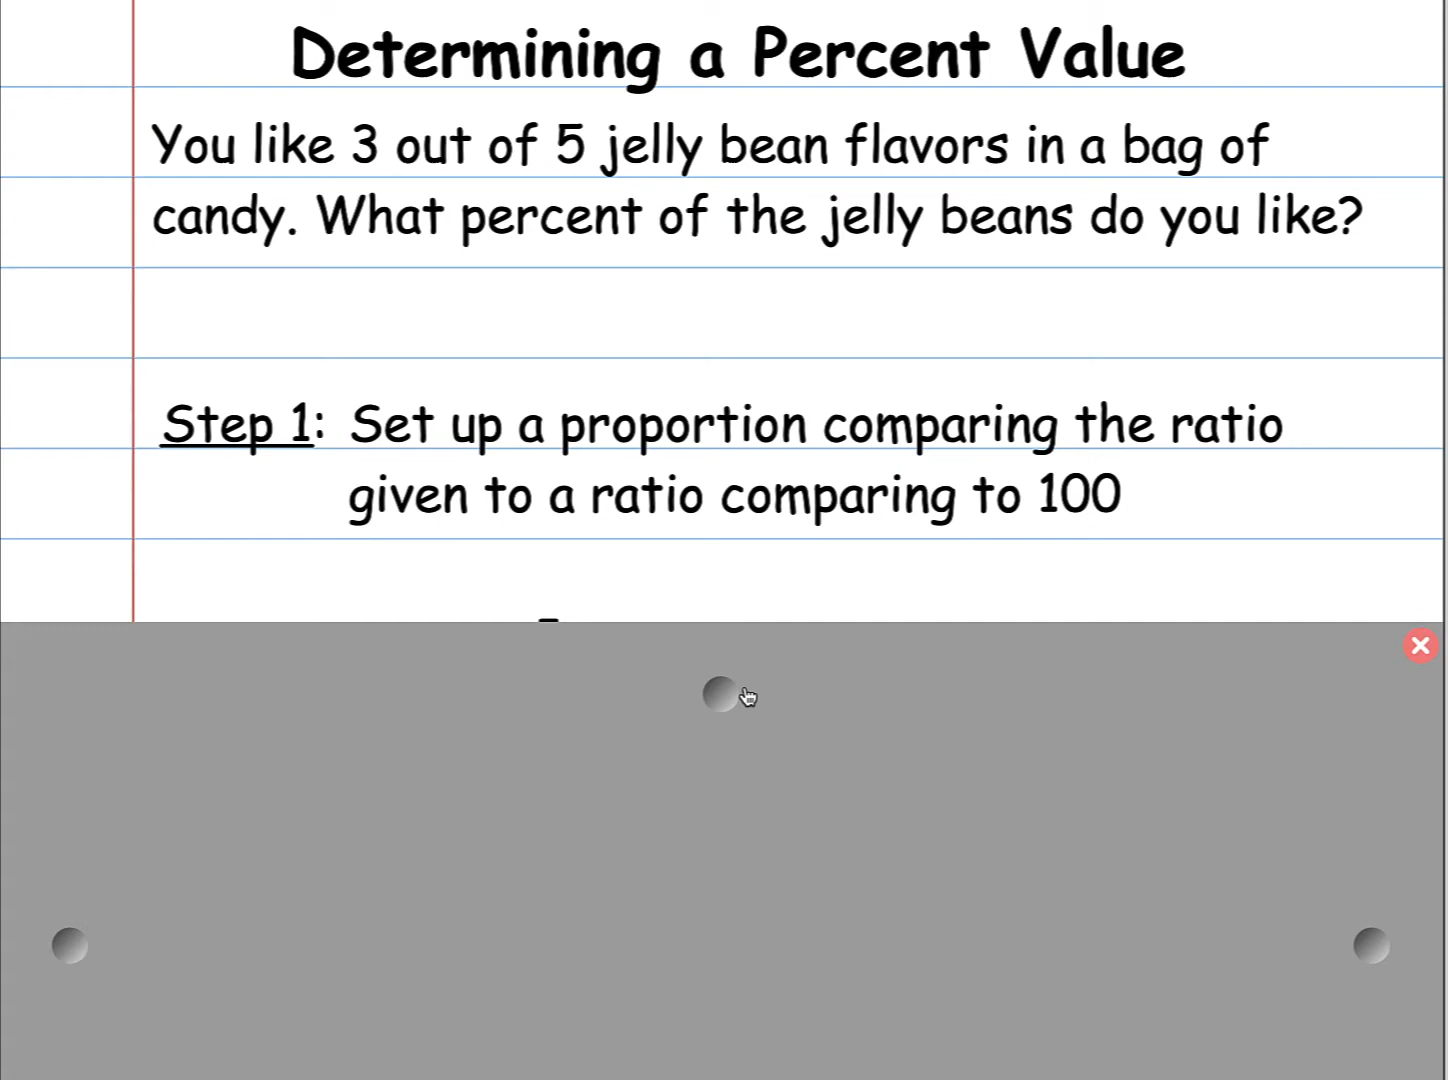 Determining a Percent Value
You like 3 out of 5 jelly bean flavors in a bag of
candy. What percent of the jelly beans do you like?
Step 1: Set up a proportion comparing the ratio
given to a ratio comparing to 100